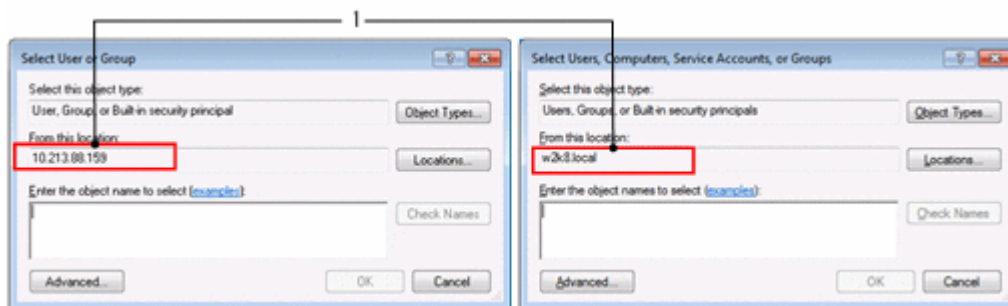 1
Select User or Group
Select this object type:
User, Group, or Built-in security principal
Object Types...
From this location:
10.213.88.159
Locations...
Enter the object name to select (examples):
Check Names
Advanced...
OK
Cancel
Select Users, Computers, Service Accounts, or Groups
Select this object type:
Users, Groups, or Built-in security principals
Object Types...
From this location:
w2k8.local
Locations...
Enter the object names to select (examples):
Check Names
Advanced...
OK
Cancel